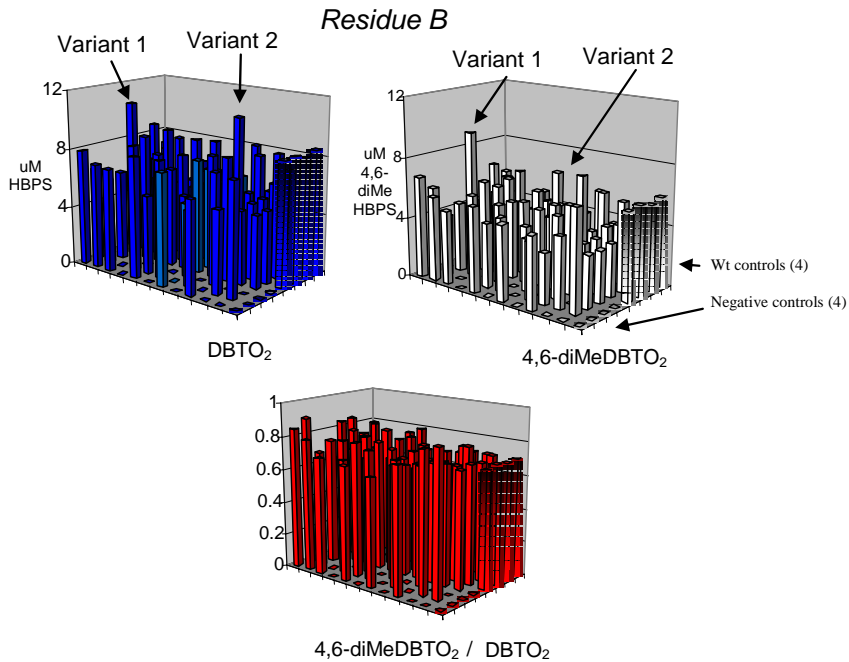 Residue B
Variant 1
Variant 2
12
8
4
0
uM
HBPS
DBTO2
Variant 1
Variant 2
12
8
4
0
uM
4,6-
diMe
HBPS
Wt controls (4)
Negative controls (4)
4,6-diMeDBTO2
1
0.8
0.6
0.4
0.2
0
4,6-diMeDBTO2 / DBTO2